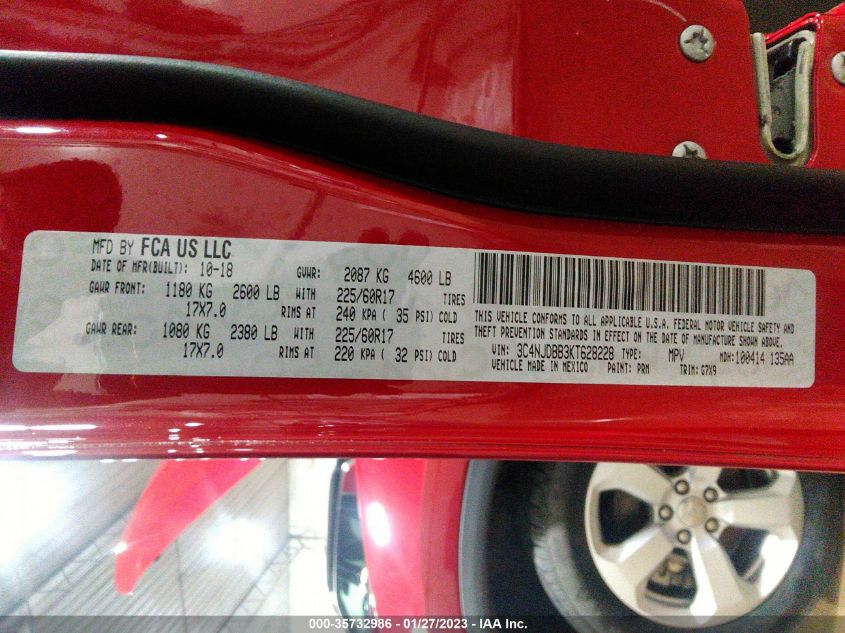 MFD BY FCA US LLC
DATE OF MFR(BUILT): 10-18 GVWR: 2087 KG 4600 LB
GAWR FRONT: 1180 KG 2600 LB WITH 225/60R17 TIRES
17X7.0 RIMS AT 240 KPA ( 35 PSI) COLD
GAWR REAR: 1080 KG 2380 LB WITH 225/60R17 TIRES
17X7.0 RIMS AT 220 KPA ( 32 PSI) COLD
THIS VEHICLE CONFORMS TO ALL APPLICABLE U.S.A. FEDERAL MOTOR VEHICLE SAFETY AND
THEFT PREVENTION STANDARDS IN EFFECT ON THE DATE OF MANUFACTURE SHOWN ABOVE.
VIN: 3C4NJDBB3KT628228 TYPE: MPV MDH:100414 135AA
VEHICLE MADE IN MEXICO PAINT: PRM TRIM: G7X9
000-35732986 - 01/27/2023 - IAA Inc.